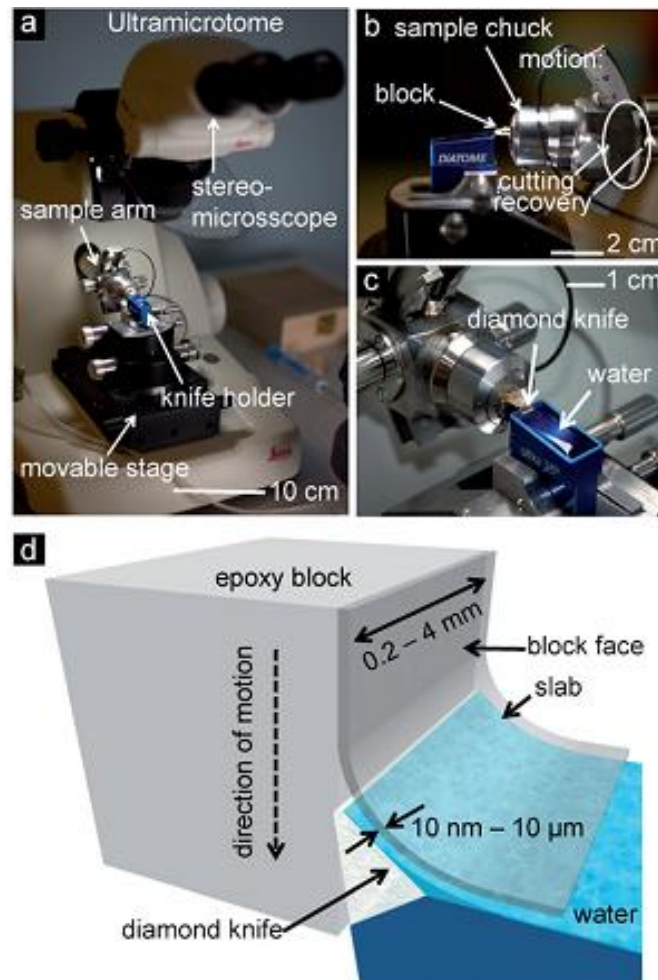 a
Ultramicrotome
stereo-
microsscope
sample arm
knife holder
movable stage
10 cm
Leica
b
sample chuck
motion:
block
DIATOME
cutting
recovery
2 cm
c
1 cm
diamond knife
water
d
epoxy block
0.2 – 4 mm
block face
slab
direction of motion
10 nm – 10 µm
diamond knife
water